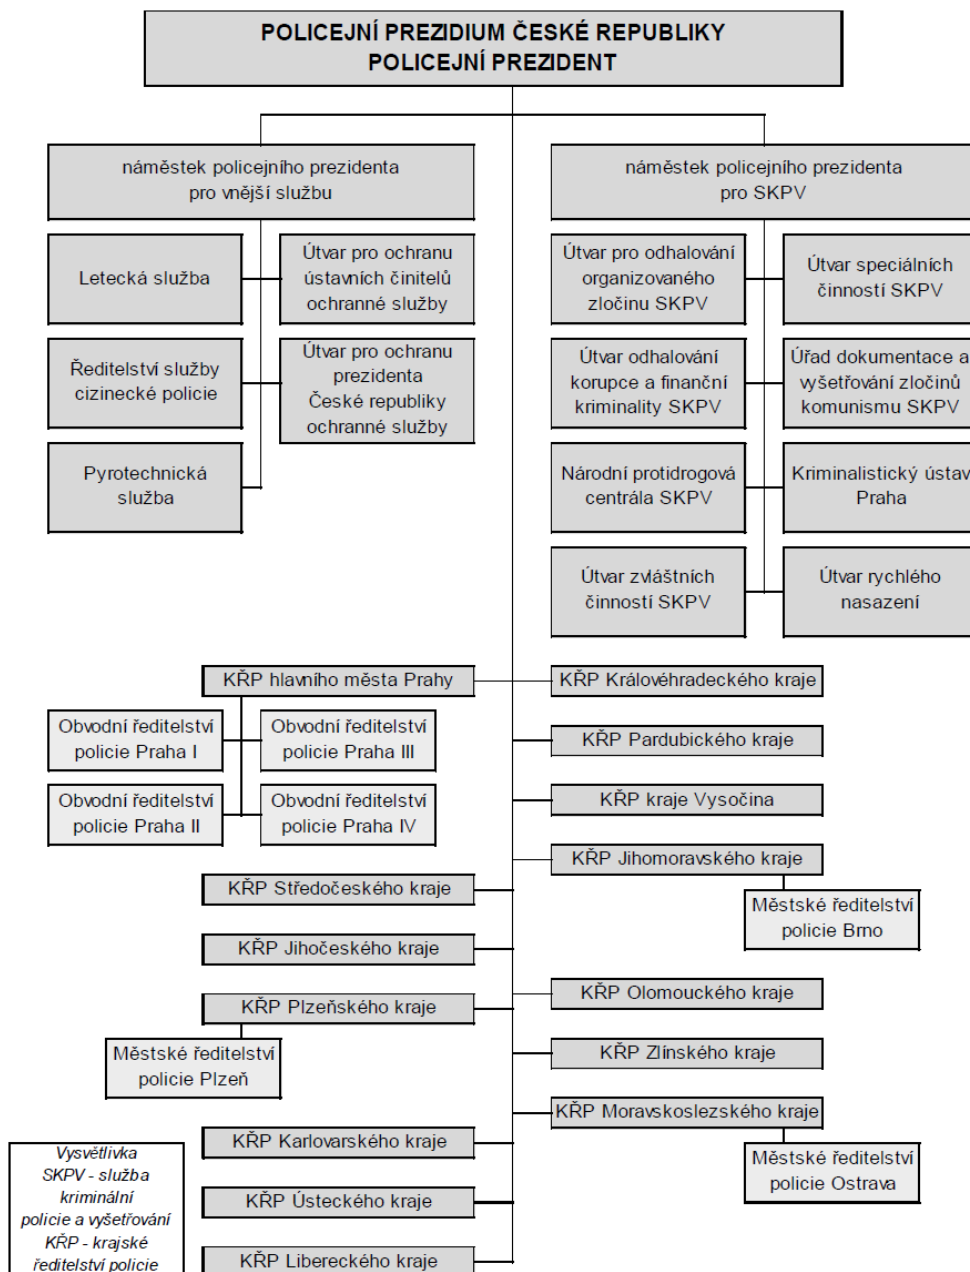 POLICEJNÍ PREZIDIUM ČESKÉ REPUBLIKY
POLICEJNÍ PREZIDENT
náměstek policejního prezidenta
pro vnější službu
náměstek policejního prezidenta
pro SKPV
Letecká služba
Útvar pro ochranu
ústavních činitelů
ochranné služby
Ředitelství služby
cizinecké policie
Útvar pro ochranu
prezidenta
České republiky
ochranné služby
Pyrotechnická
služba
Útvar pro odhalování
organizovaného
zločinu SKPV
Útvar speciálních
činností SKPV
Útvar odhalování
korupce a finanční
kriminality SKPV
Úřad dokumentace a
vyšetřování zločinů
komunismu SKPV
Národní protidrogová
centrála SKPV
Kriminalistický ústav
Praha
Útvar zvláštních
činností SKPV
Útvar rychlého
nasazení
KŘP hlavního města Prahy
Obvodní ředitelství
policie Praha I
Obvodní ředitelství
policie Praha III
Obvodní ředitelství
policie Praha II
Obvodní ředitelství
policie Praha IV
KŘP Středočeského kraje
KŘP Jihočeského kraje
KŘP Plzeňského kraje
Městské ředitelství
policie Plzeň
KŘP Karlovarského kraje
KŘP Ústeckého kraje
KŘP Libereckého kraje
KŘP Královéhradeckého kraje
KŘP Pardubického kraje
KŘP kraje Vysočina
KŘP Jihomoravského kraje
Městské ředitelství
policie Brno
KŘP Olomouckého kraje
KŘP Zlínského kraje
KŘP Moravskoslezského kraje
Městské ředitelství
policie Ostrava
Vysvětlivka
SKPV - služba
kriminální
policie a vyšetřování
KŘP - krajské
ředitelství policie